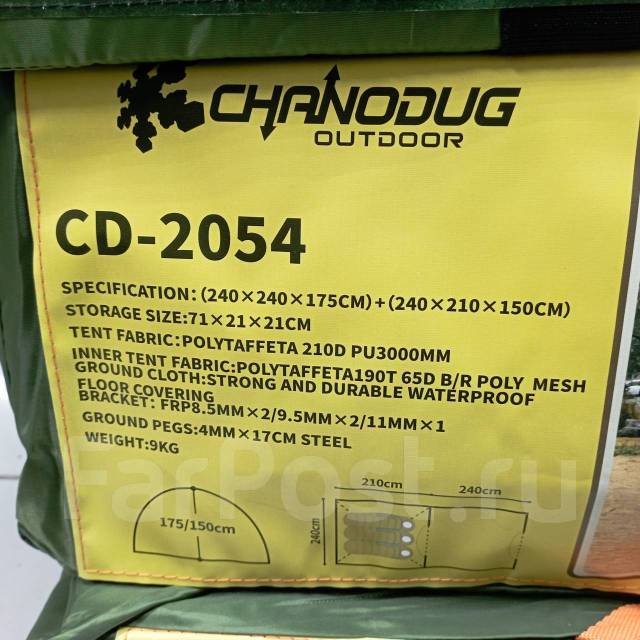 CHANODUG
OUTDOOR
CD-2054
SPECIFICATION: (240×240×175CM)+(240×210×150CM)
STORAGE SIZE:71×21×21CM
TENT FABRIC:POLYTAFFETA 210D PU3000MM
INNER TENT FABRIC:POLYTAFFETA190T 65D B/R POLY MESH
GROUND CLOTH:STRONG AND DURABLE WATERPROOF
FLOOR COVERING
BRACKET: FRP8.5MM×2/9.5MM×2/11MM×1
GROUND PEGS:4MM×17CM STEEL
WEIGHT:9KG
210cm 240cm
175/150cm
240cm
FarPost.ru